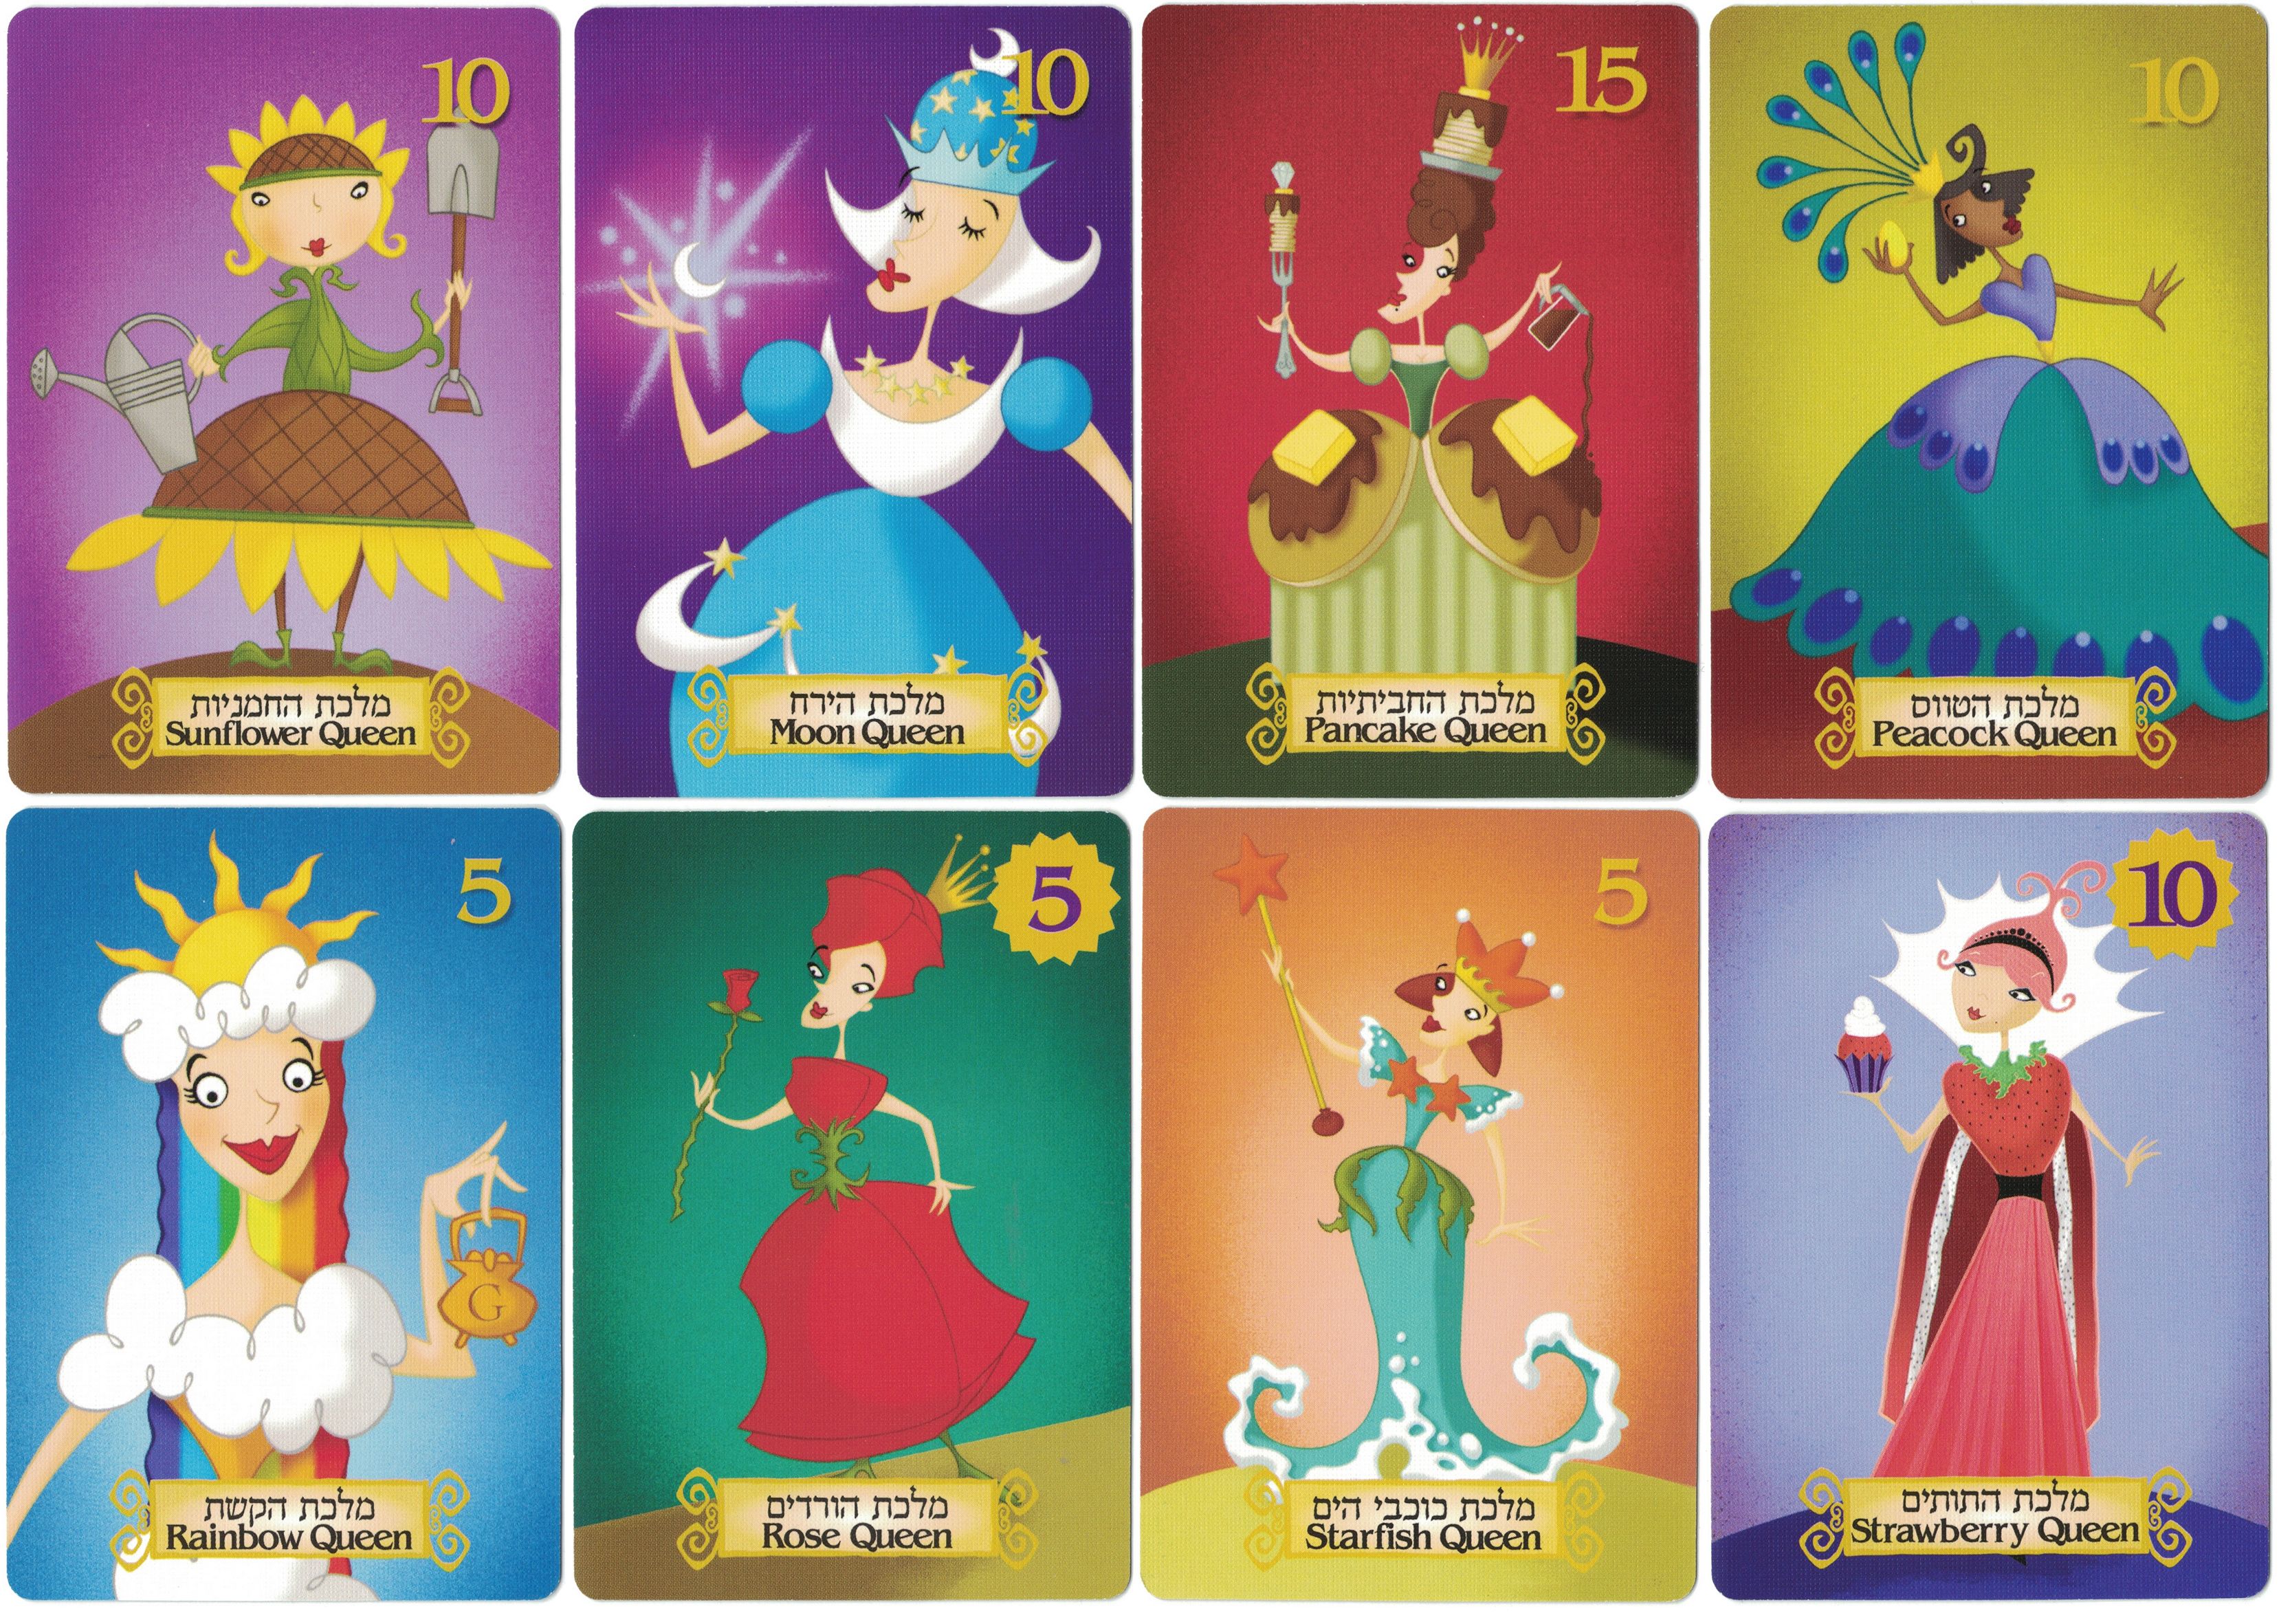 10
מלכת החמניות
Sunflower Queen
10
מלכת הירח
Moon Queen
15
מלכת החביתיות
Pancake Queen
10
מלכת הטווס
Peacock Queen
5
G
מלכת הקשת
Rainbow Queen
5
מלכת הורדים
Rose Queen
5
מלכת כוכבי הים
Starfish Queen
10
מלכת התותים
Strawberry Queen